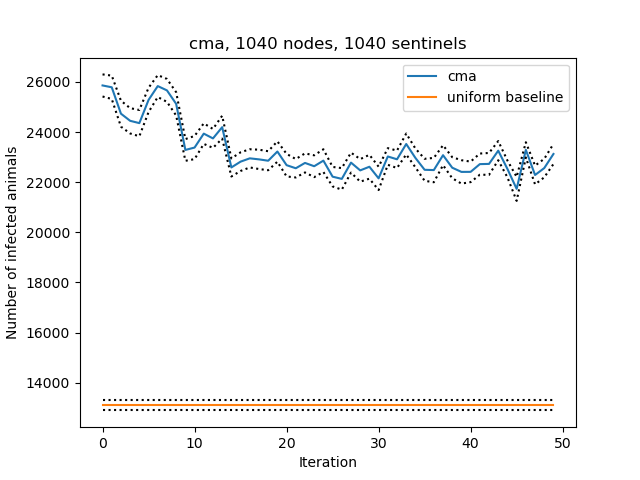 cma, 1040 nodes, 1040 sentinels
cma
uniform baseline
Number of infected animals
26000
24000
22000
20000
18000
16000
14000
0 10 20 30 40 50
Iteration